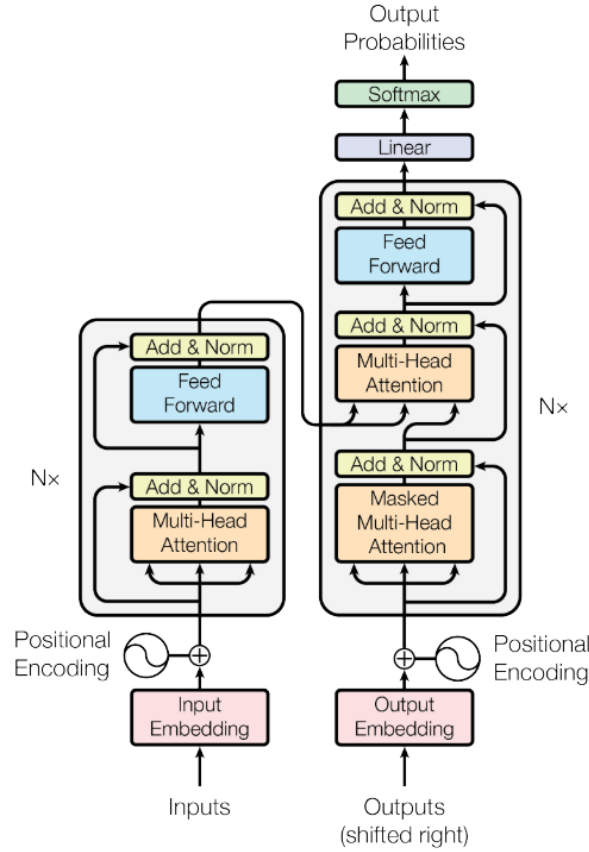 Output
Probabilities
Softmax
Linear
Add & Norm
Feed
Forward
Add & Norm
Multi-Head
Attention
Add & Norm
Masked
Multi-Head
Attention
N×
Add & Norm
Feed
Forward
Add & Norm
Multi-Head
Attention
N×
Positional
Encoding
Positional
Encoding
Input
Embedding
Output
Embedding
Inputs
Outputs
(shifted right)